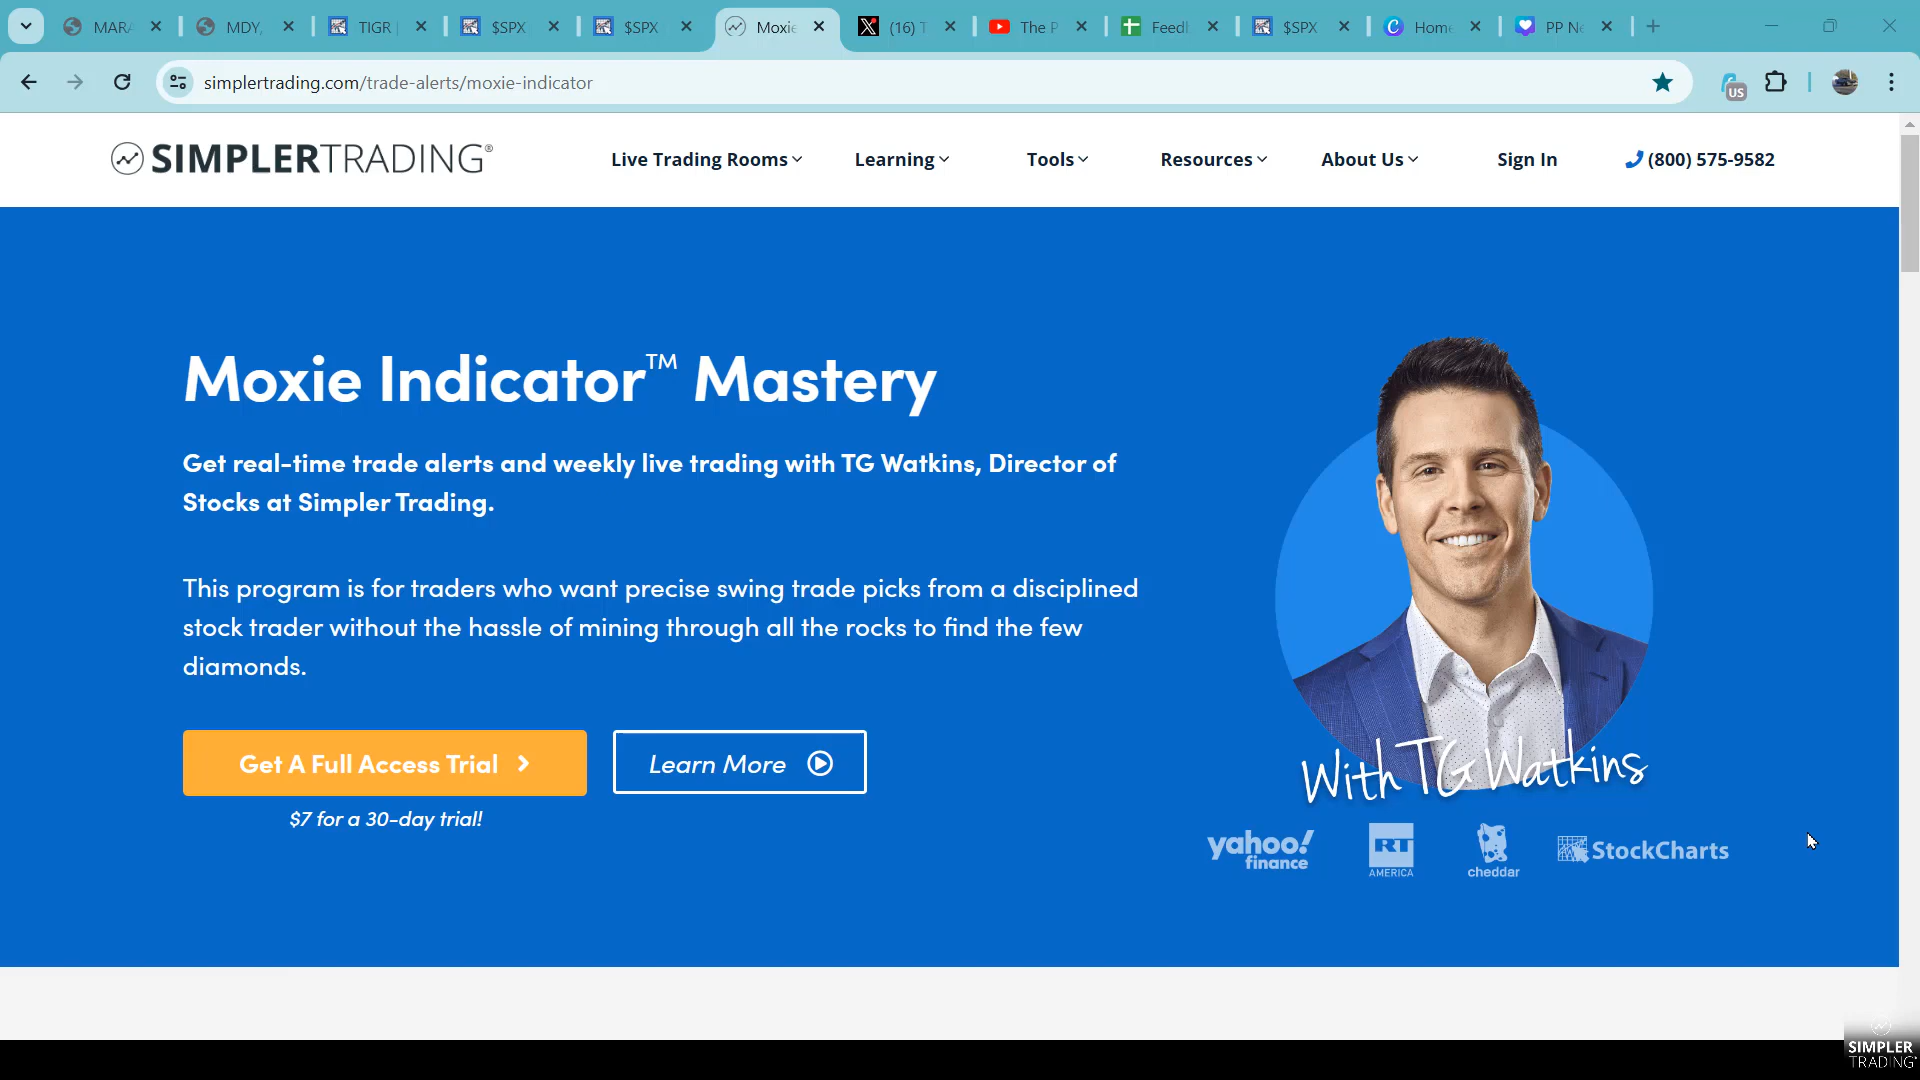 MARA
MDY,
TIGR |
$SPX
$SPX
Moxie
(16) T
The P
Feedl
$SPX
Home
PP Ne
simplertrading.com/trade-alerts/moxie-indicator
US
SIMPLERTRADING®
Live Trading Rooms
Learning
Tools
Resources
About Us
Sign In
(800) 575-9582
Moxie Indicator™ Mastery
Get real-time trade alerts and weekly live trading with TG Watkins, Director of
Stocks at Simpler Trading.
This program is for traders who want precise swing trade picks from a disciplined
stock trader without the hassle of mining through all the rocks to find the few
diamonds.
Get A Full Access Trial
Learn More
$7 for a 30-day trial!
With TG Watkins
yahoo!
finance
RT
AMERICA
cheddar
StockCharts
SIMPLER
TRADING